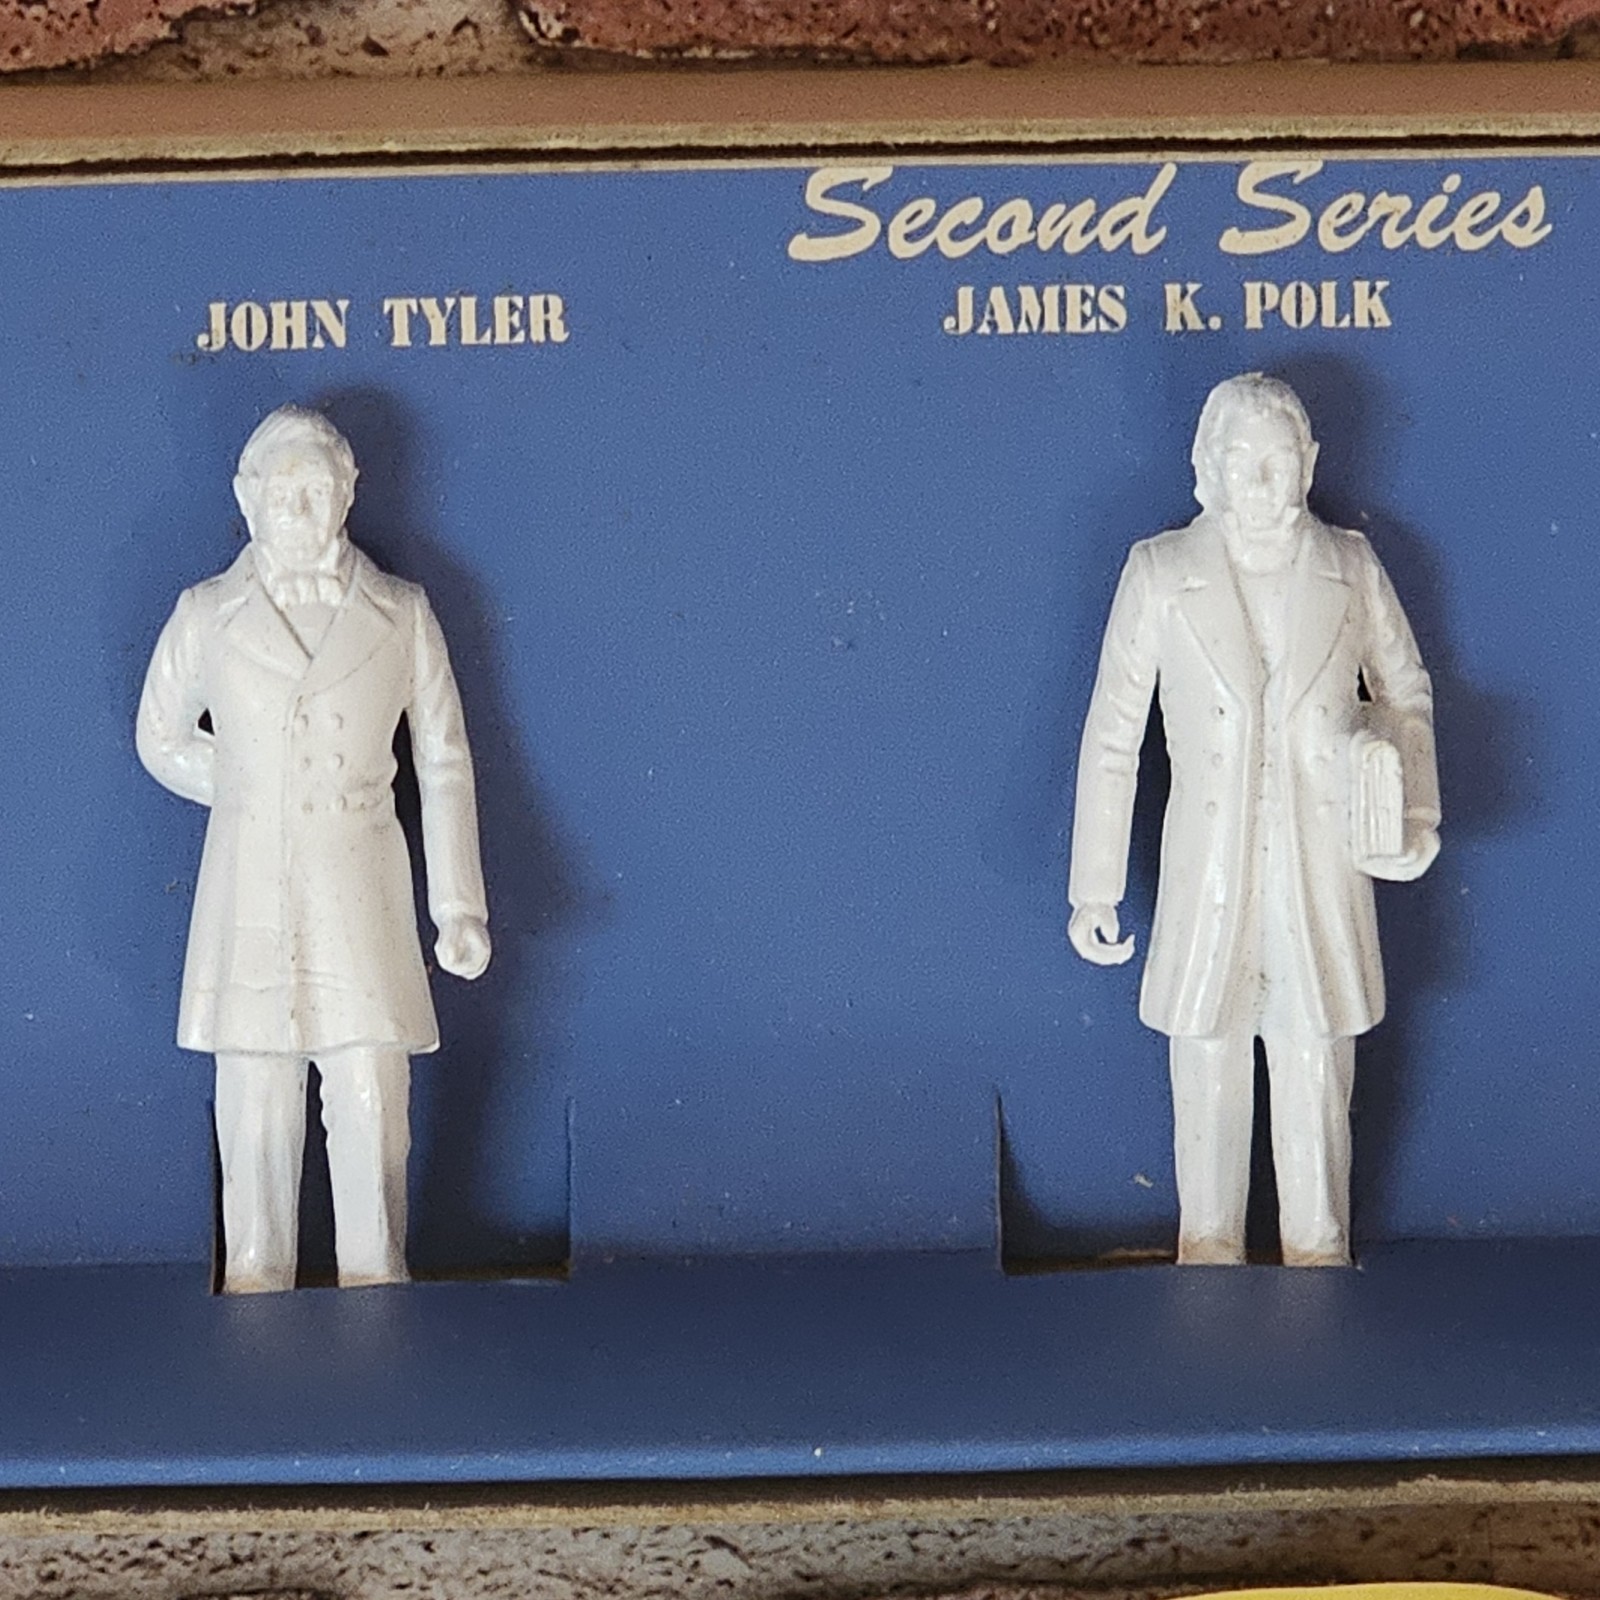 Second Series
JOHN TYLER
JAMES K. POLK